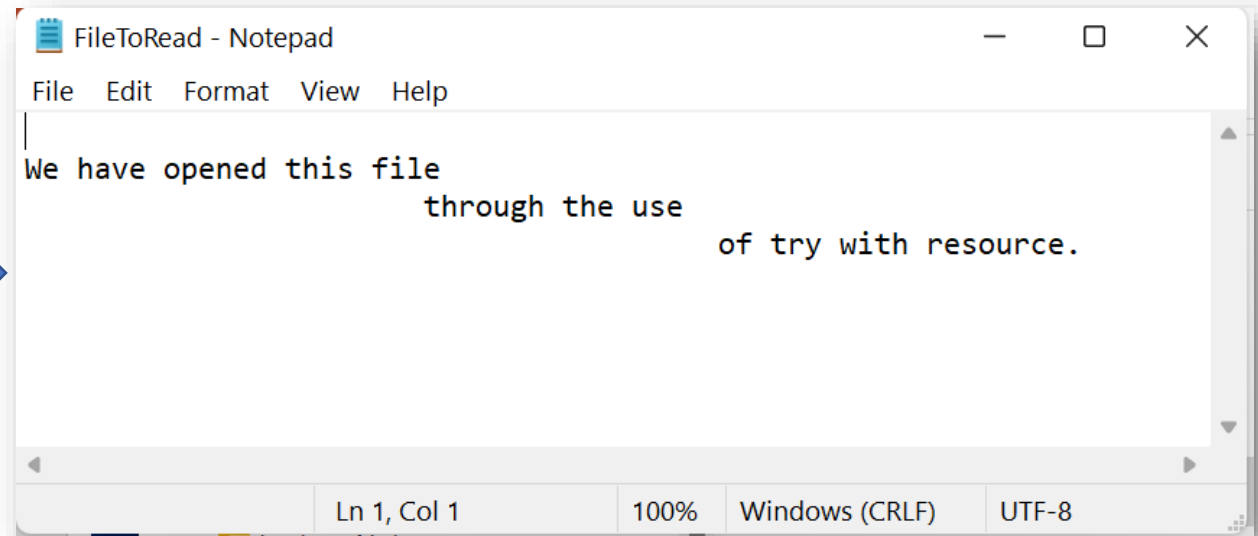 FileToRead - Notepad
File Edit Format View Help
We have opened this file
through the use
of try with resource.
Ln 1, Col 1 100% Windows (CRLF) UTF-8